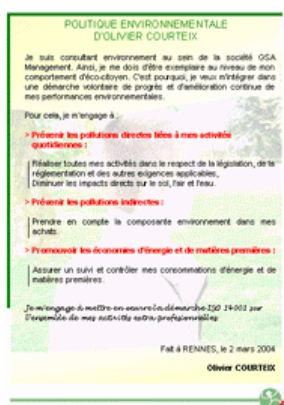 POLITIQUE ENVIRONNEMENTALE
D'OLIVIER COURTEIX
Je suis consultant environnement au sein de la société GSA
Management. Ainsi, je me dois d'être exemplaire au niveau de mon
comportement d'éco-citoyen. C'est pourquoi, je veux m'intégrer dans
une démarche volontaire de progrès et d'amélioration continue de
mes performances environnementales.
Pour cela, je m'engage à :
> Prévenir les pollutions directes liées à mes activités
quotidiennes :
Réaliser toutes mes activités dans le respect de la législation, de la
réglementation et des autres exigences applicables,
Diminuer les impacts directs sur le sol, l'air et l'eau.
> Prévenir les pollutions indirectes :
Prendre en compte la composante environnement dans mes
achats.
> Promouvoir les économies d'énergie et de matières premières :
Assurer un suivi et contrôler mes consommations d'énergie et de
matières premières.
Je m'engage à mettre en oeuvre la démarche ISO 14001 sur
l'ensemble de mes activités extra professionnelles
Fait à RENNES, le 2 mars 2004
Olivier COURTEIX